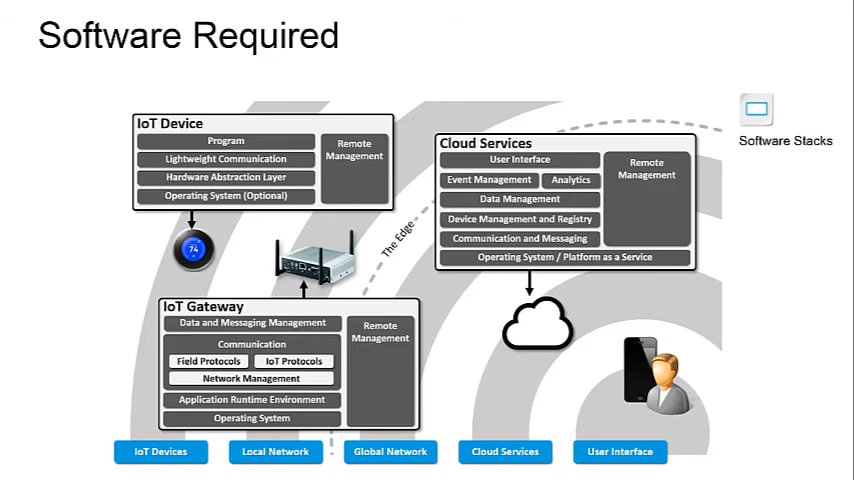 Software Required
Software Stacks
IoT Device
Program
Lightweight Communication
Hardware Abstraction Layer
Operating System (Optional)
Remote
Management
74
Cloud Services
User Interface
Event Management
Analytics
Data Management
Device Management and Registry
Communication and Messaging
Operating System / Platform as a Service
Remote
Management
The Edge
IoT Gateway
Data and Messaging Management
Communication
Field Protocols
IoT Protocols
Network Management
Application Runtime Environment
Operating System
Remote
Management
IoT Devices
Local Network
Global Network
Cloud Services
User Interface